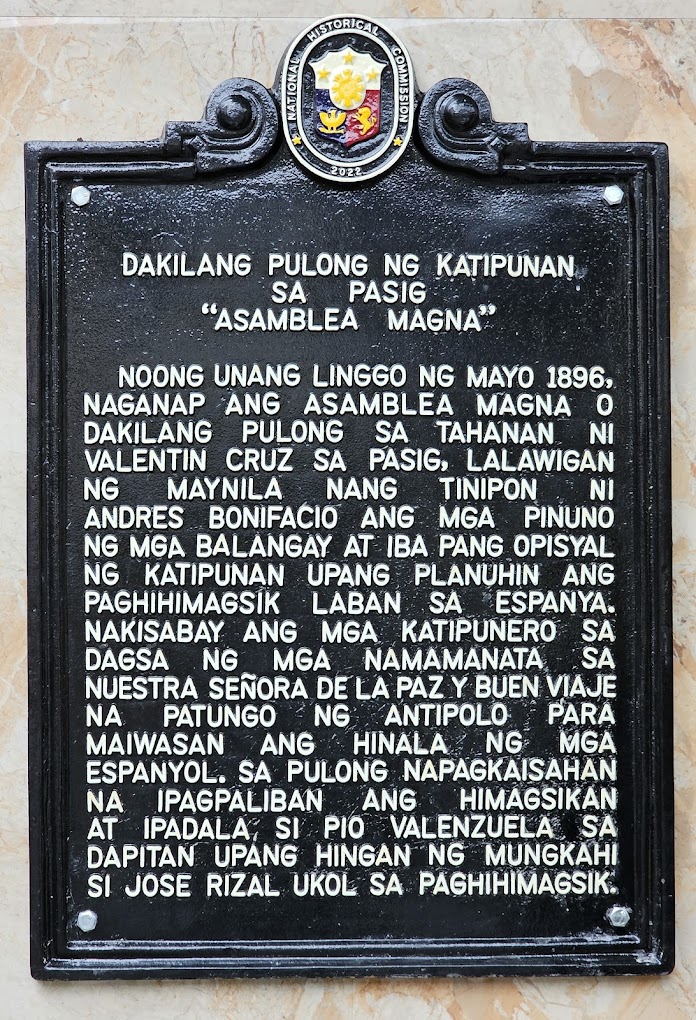 NATIONAL HISTORICAL COMMISSION
2022
DAKILANG PULONG NG KATIPUNAN
SA PASIG
“ASAMBLEA MAGNA”
NOONG UNANG LINGGO NG MAYO 1896,
NAGANAP ANG ASAMBLEA MAGNA O
DAKILANG PULONG SA TAHANAN NI
VALENTIN CRUZ SA PASIG, LALAWIGAN
NG MAYNILA NANG TINIPON NI
ANDRES BONIFACIO ANG MGA PINUNO
NG MGA BALANGAY AT IBA PANG OPISYAL
NG KATIPUNAN UPANG PLANUHIN ANG
PAGHIHIMAGSIK LABAN SA ESPANYA.
NAKISABAY ANG MGA KATIPUNERO SA
DAGSA NG MGA NAMAMANATA SA
NUESTRA SEÑORA DE LA PAZ Y BUEN VIAJE
NA PATUNGO NG ANTIPOLO PARA
MAIWASAN ANG HINALA NG MGA
ESPANYOL. SA PULONG NAPAGKAISAHAN
NA IPAGPALIBAN ANG HIMAGSIKAN
AT IPADALA SI PIO VALENZUELA SA
DAPITAN UPANG HINGAN NG MUNGKAHI
SI JOSE RIZAL UKOL SA PAGHIHIMAGSIK.